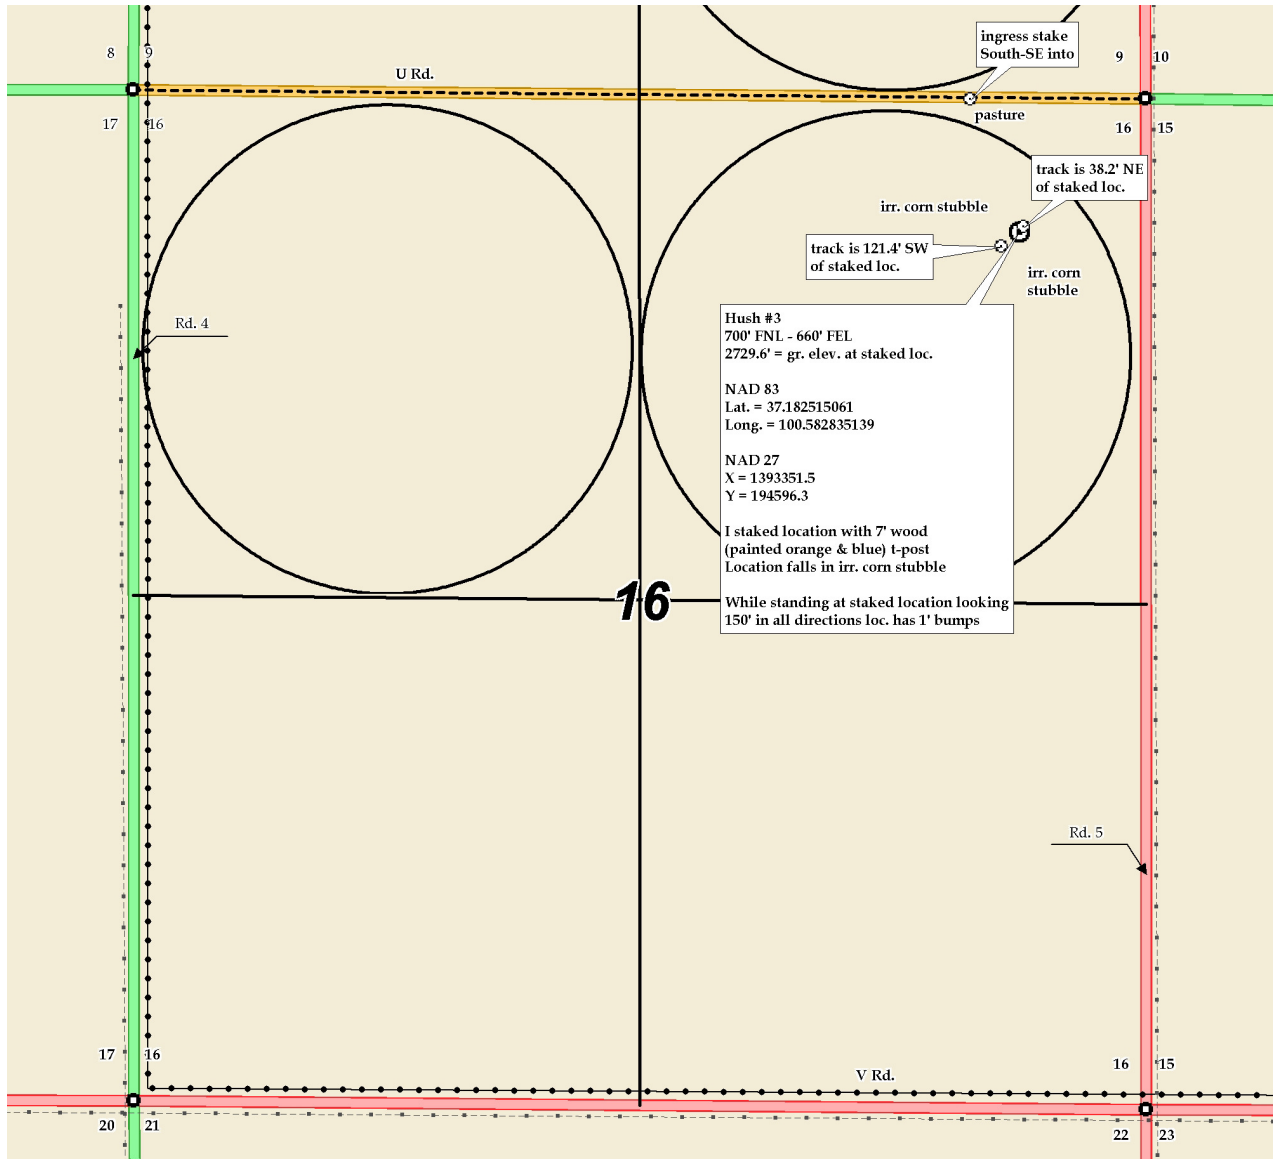 ingress stake
South-SE into
8
9
9
10
U Rd.
pasture
17
16
16
15
track is 38.2' NE
of staked loc.
irr. corn stubble
track is 121.4' SW
of staked loc.
irr. corn
stubble
Rd. 4
Hush #3
700' FNL - 660' FEL
2729.6' = gr. elev. at staked loc.
NAD 83
Lat. = 37.182515061
Long. = 100.582835139
NAD 27
X = 1393351.5
Y = 194596.3
I staked location with 7' wood
(painted orange & blue) t-post
Location falls in irr. corn stubble
While standing at staked location looking
150' in all directions loc. has 1' bumps
16
Rd. 5
17
16
16
15
V Rd.
20
21
22
23